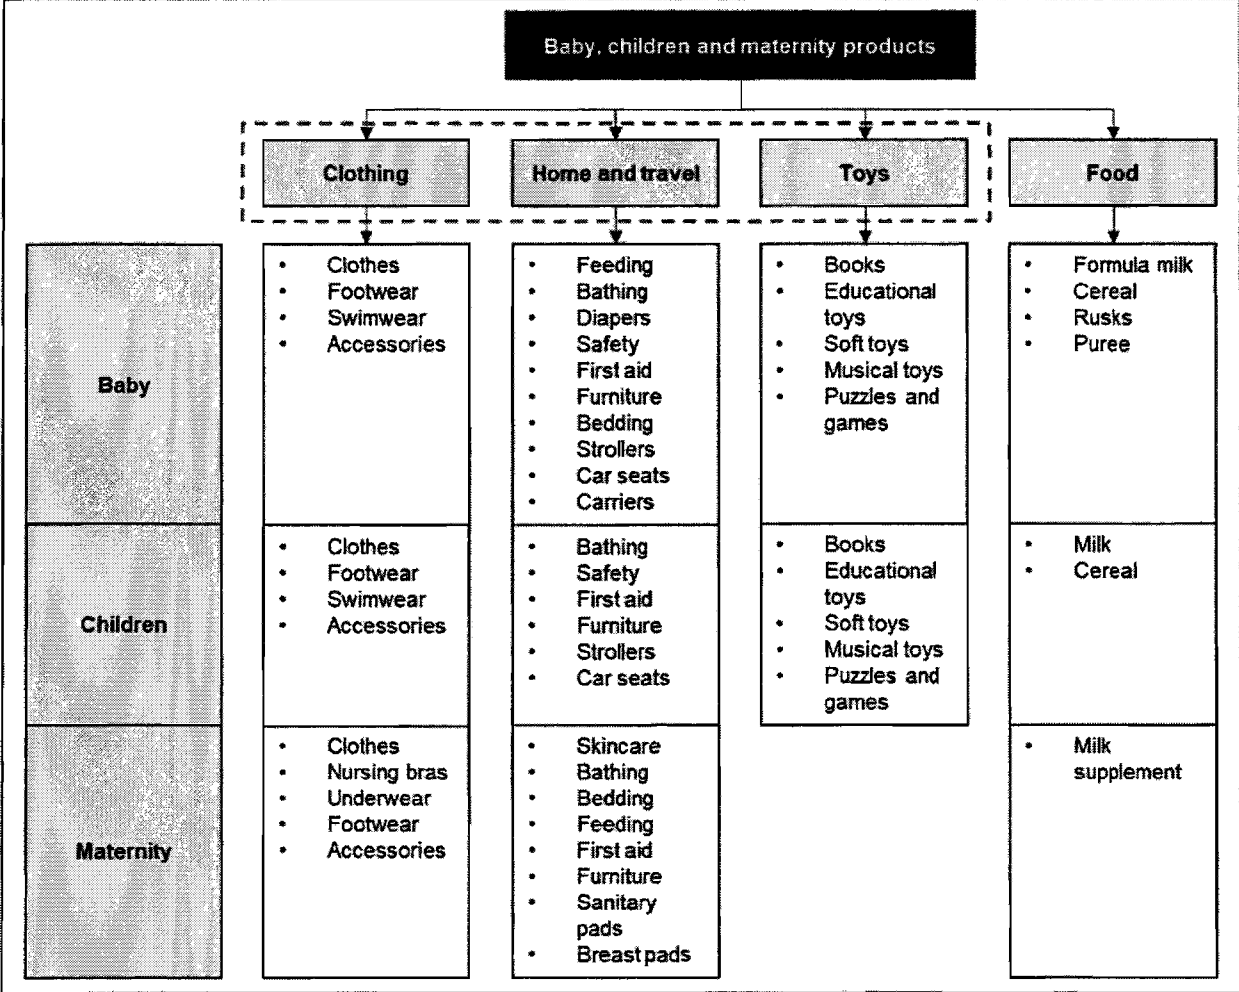 Baby, children and maternity products
Clothing
Home and travel
Toys
Food
Baby
Clothes
Footwear
Swimwear
Accessories
Feeding
Bathing
Diapers
Safety
First aid
Furniture
Bedding
Strollers
Car seats
Carriers
Books
Educational
toys
Soft toys
Musical toys
Puzzles and
games
Formula milk
Cereal
Rusks
Puree
Children
Clothes
Footwear
Swimwear
Accessories
Bathing
Safety
First aid
Furniture
Strollers
Car seats
Books
Educational
toys
Soft toys
Musical toys
Puzzles and
games
Milk
Cereal
Maternity
Clothes
Nursing bras
Underwear
Footwear
Accessories
Skincare
Bathing
Bedding
Feeding
First aid
Furniture
Sanitary
pads
Breast pads
Milk
supplement